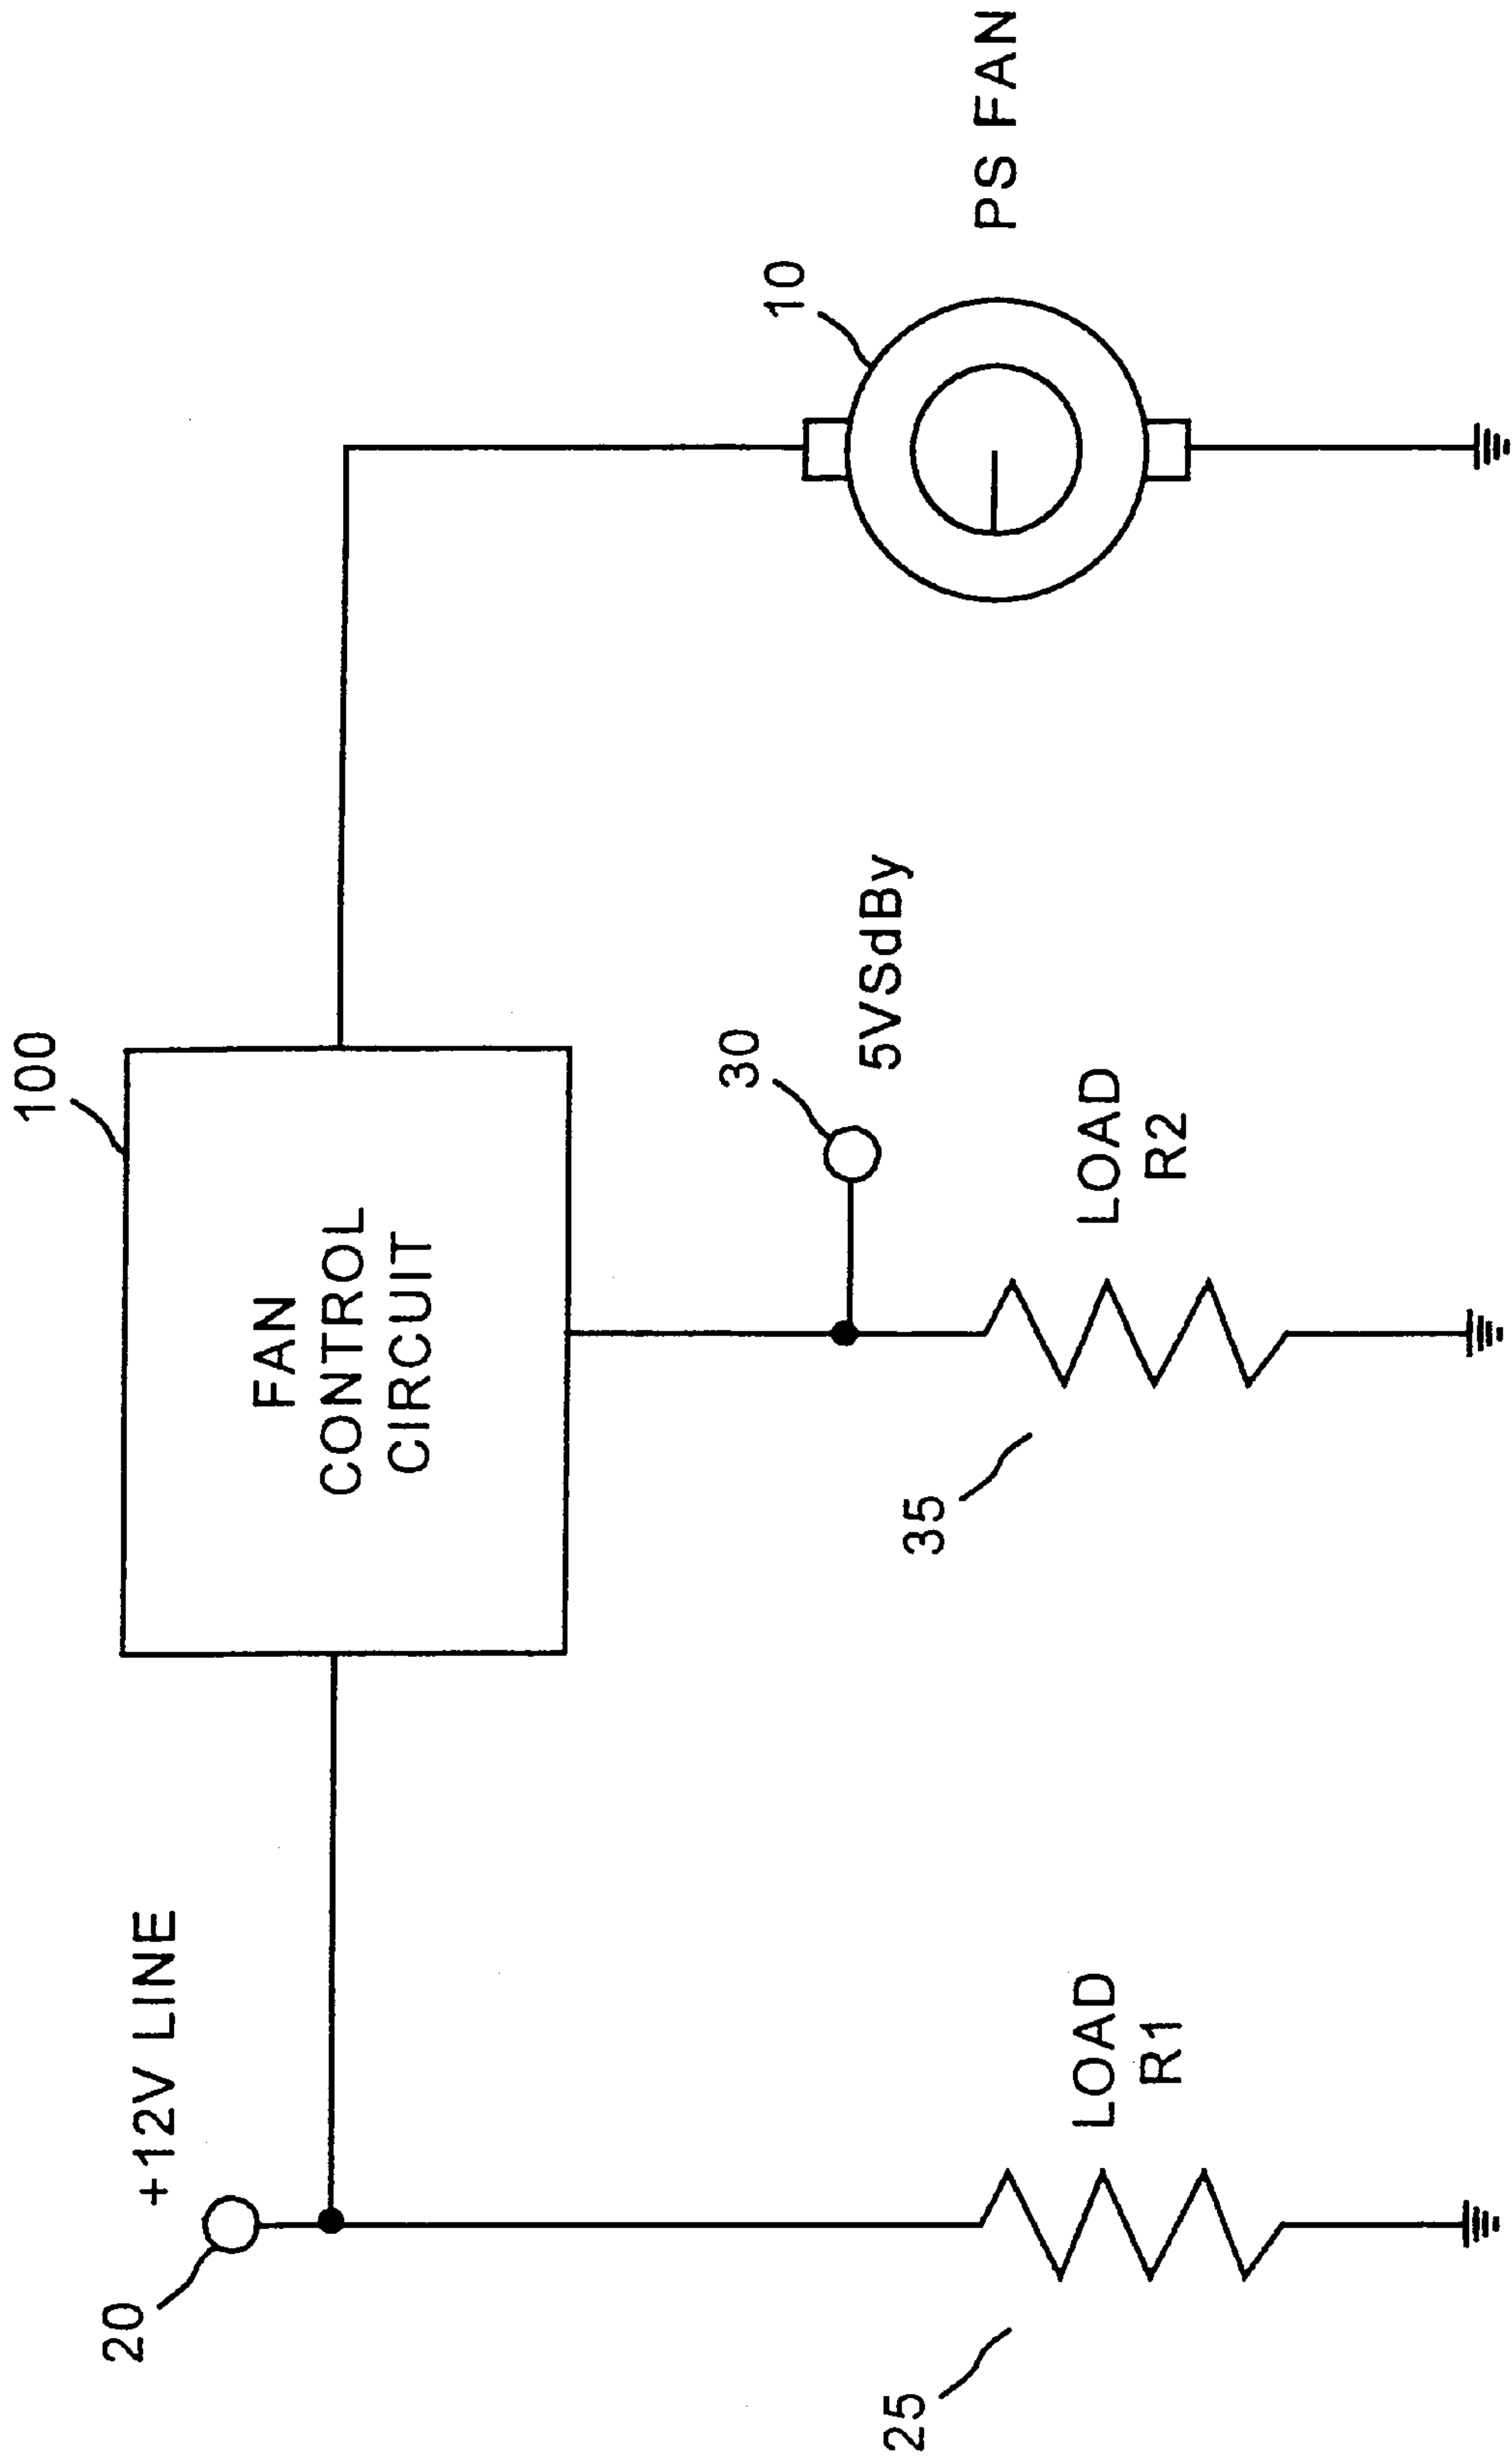 100
FAN
CONTROL
CIRCUIT
+12V LINE
20
30
5VSdBy
10
PS FAN
25
LOAD
R1
35
LOAD
R2